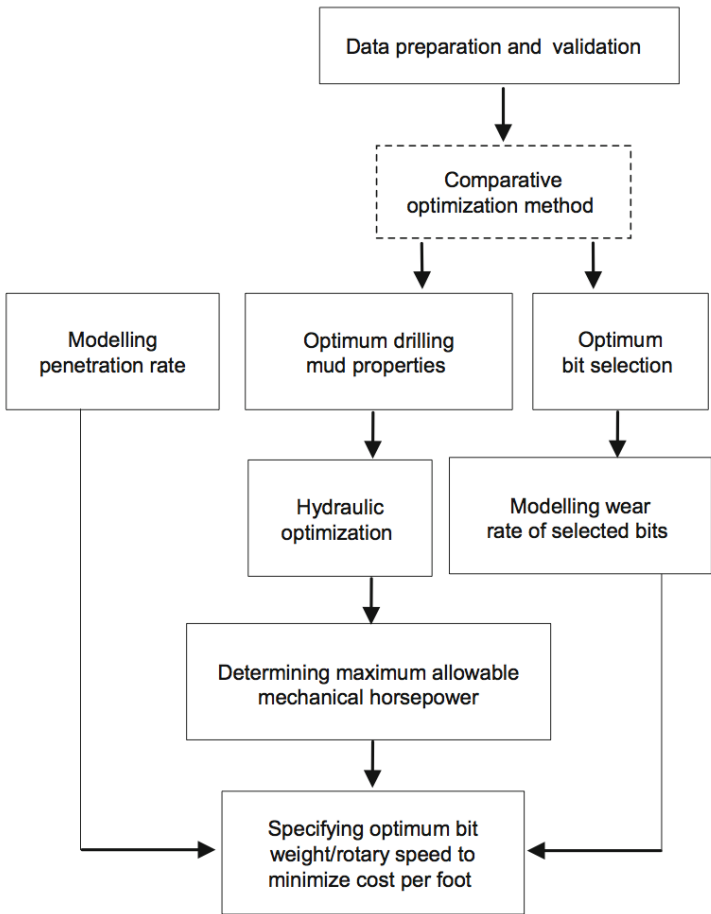 Data preparation and validation
Comparative
optimization method
Modelling
penetration rate
Optimum drilling
mud properties
Optimum
bit selection
Hydraulic
optimization
Modelling wear
rate of selected bits
Determining maximum allowable
mechanical horsepower
Specifying optimum bit
weight/rotary speed to
minimize cost per foot